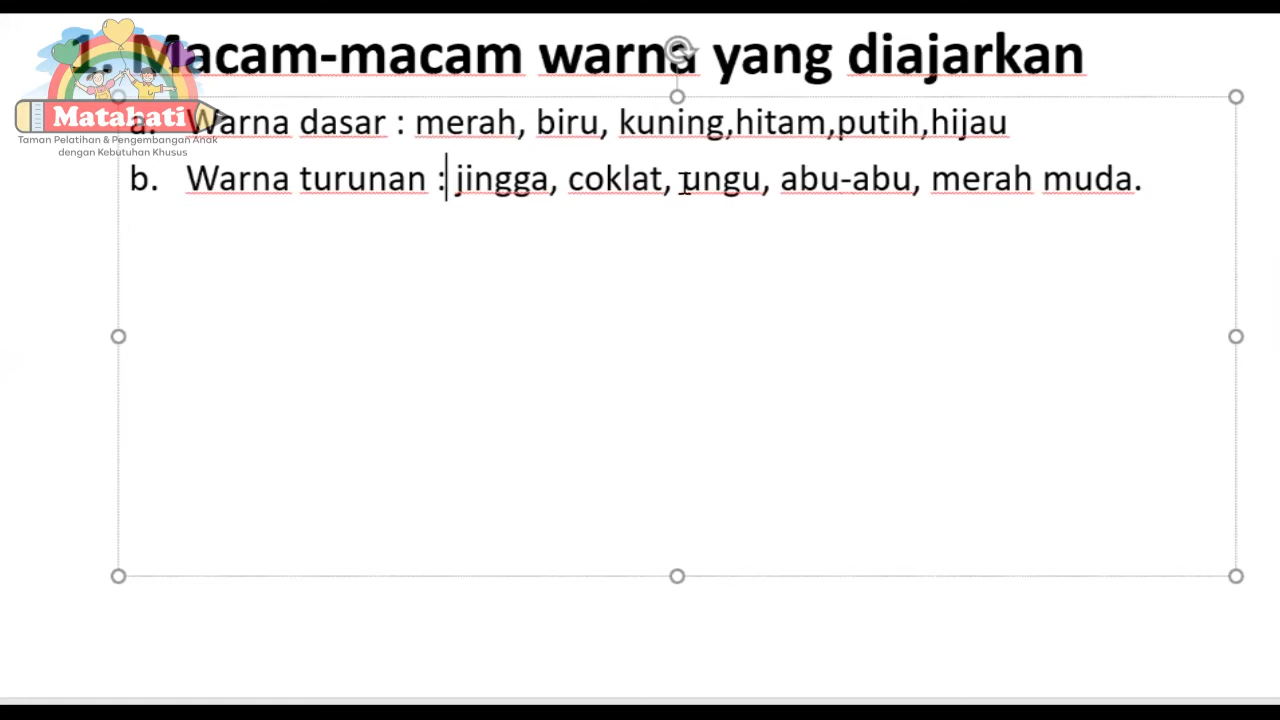 1. Macam-macam warna yang diajarkan
Matahati
Taman Pelatihan & Pengembangan Anak
dengan Kebutuhan Khusus
a. Warna dasar : merah, biru, kuning,hitam,putih,hijau
b. Warna turunan : jingga, coklat, ungu, abu-abu, merah muda.